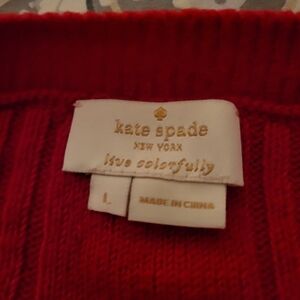 kate spade
NEW YORK
live colorfully
L
MADE IN CHINA